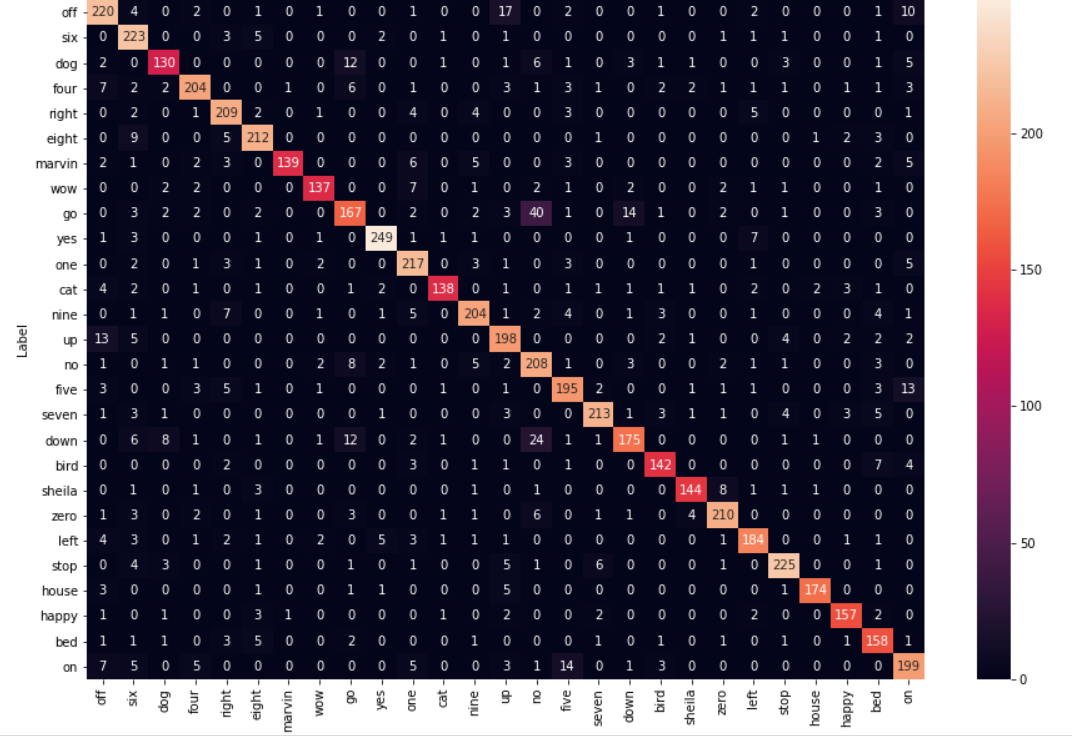 off 220 4 0 2 0 1 0 1 0 0 0 0 0 17 0 2 0 0 1 0 0 2 0 0 0 1 10
six 0 223 0 0 3 5 0 0 0 2 0 1 0 1 0 0 0 0 0 0 1 1 1 0 0 1 0
dog 2 0 130 0 0 0 0 0 12 0 0 1 0 1 6 1 0 3 1 1 0 0 3 0 0 1 5
four 7 2 2 204 0 0 1 0 6 0 1 0 0 3 1 3 1 0 2 2 1 1 1 0 1 1 3
right 0 2 0 1 209 2 0 1 0 0 4 0 4 0 0 3 0 0 0 0 0 5 0 0 0 0 1
eight 0 9 0 0 5 212 0 0 0 0 0 0 0 0 0 0 1 0 0 0 0 0 0 1 2 3 0
marvin 2 1 0 2 3 0 139 0 0 0 6 0 5 0 0 3 0 0 0 0 0 0 0 0 0 2 5
wow 0 0 2 2 0 0 0 137 0 0 7 0 1 0 2 1 0 2 0 0 2 1 1 0 0 1 0
go 0 3 2 2 0 2 0 0 167 0 2 0 2 3 40 1 0 14 1 0 2 0 1 0 0 3 0
yes 1 3 0 0 0 1 0 1 0 249 1 1 0 1 0 0 0 1 0 0 0 7 0 0 0 0 0
one 0 2 0 1 3 1 0 2 0 0 217 0 3 1 0 3 0 0 0 0 0 1 0 0 0 0 5
cat 4 2 0 1 0 1 0 0 1 2 0 138 0 1 0 1 1 1 1 1 0 2 0 2 3 1 0
nine 0 1 1 0 7 0 0 1 0 1 5 0 204 1 2 4 0 1 3 0 0 1 0 0 0 4 1
up 13 5 0 0 0 0 0 0 0 0 0 0 0 198 0 0 0 0 2 1 0 0 4 0 2 2 2
no 1 0 1 1 0 0 0 2 8 2 1 0 5 2 208 1 0 3 0 0 2 1 1 0 0 3 0
five 3 0 0 3 5 1 0 1 0 0 0 1 0 1 0 195 2 0 0 1 1 1 0 0 0 3 13
seven 1 3 1 0 0 0 0 0 0 1 0 0 0 3 0 0 213 1 3 1 1 0 4 0 3 5 0
down 0 6 8 1 0 1 0 1 12 0 2 1 0 0 24 1 1 175 0 0 0 0 1 1 0 0 0
bird 0 0 0 0 2 0 0 0 0 0 3 0 1 1 0 1 0 0 142 0 0 0 0 0 0 7 4
sheila 0 1 0 1 0 3 0 0 0 0 0 0 1 0 1 0 0 0 0 144 8 1 1 1 0 0 0
zero 1 3 0 2 0 1 0 0 3 0 0 1 1 0 6 0 1 1 0 4 210 0 0 0 0 0 0
left 4 3 0 1 2 1 0 2 0 5 3 1 1 1 0 0 0 0 0 0 1 184 0 0 1 1 0
stop 0 4 3 0 0 0 0 0 1 0 1 0 0 5 1 0 6 0 0 0 1 0 225 0 0 1 0
house 3 0 0 0 0 1 0 0 1 1 0 0 0 5 0 0 0 0 0 0 0 0 1 174 0 0 0
happy 1 0 1 0 0 3 1 0 0 0 0 1 0 2 0 0 2 0 0 0 0 2 0 0 157 2 0
bed 1 1 1 0 3 5 0 0 2 0 0 0 1 0 0 0 1 0 1 0 1 0 1 0 1 158 1
on 7 5 0 5 0 0 0 0 0 0 5 0 0 3 1 14 0 1 3 0 0 0 0 0 0 0 199
off six dog four right eight marvin wow go yes one cat nine up no five seven down bird sheila zero left stop house happy bed on
Label
200
150
100
50
0